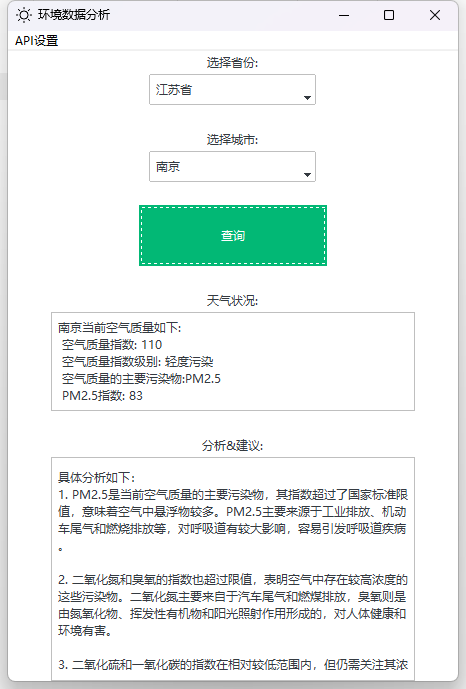 环境数据分析
API设置
选择省份:
江苏省
选择城市:
南京
查询
天气状况:
南京当前空气质量如下:
空气质量指数: 110
空气质量指数级别: 轻度污染
空气质量的主要污染物:PM2.5
PM2.5指数: 83
分析&建议:
具体分析如下：
1. PM2.5是当前空气质量的主要污染物，其指数超过了国家标准限
值，意味着空气中悬浮物较多。PM2.5主要来源于工业排放、机动
车尾气和燃烧排放等，对呼吸道有较大影响，容易引发呼吸道疾病
。
2. 二氧化氮和臭氧的指数也超过限值，表明空气中存在较高浓度的
这些污染物。二氧化氮主要来自于汽车尾气和燃煤排放，臭氧则是
由氮氧化物、挥发性有机物和阳光照射作用形成的，对人体健康和
环境有害。
3. 二氧化硫和一氧化碳的指数在相对较低范围内，但仍需关注其浓